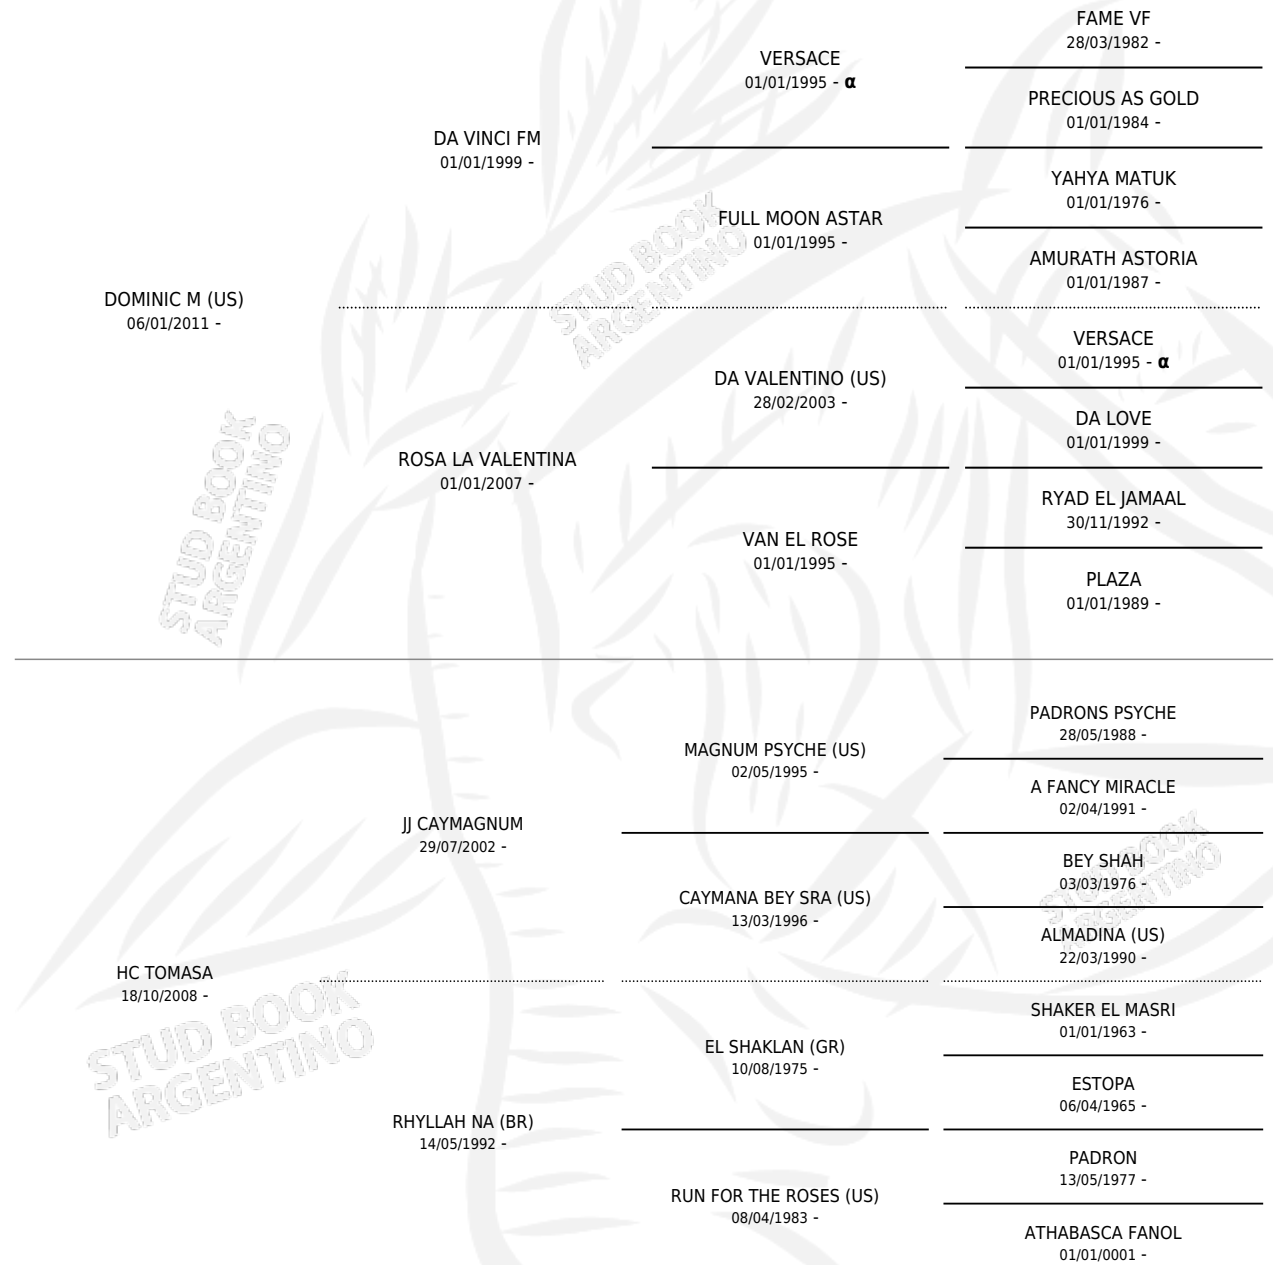 FAME VF
28/03/1982 -
VERSACE
01/01/1995 - α
PRECIOUS AS GOLD
01/01/1984 -
DA VINCI FM
01/01/1999 -
YAHYA MATUK
01/01/1976 -
FULL MOON ASTAR
01/01/1995 -
AMURATH ASTORIA
01/01/1987 -
DOMINIC M (US)
06/01/2011 -
VERSACE
01/01/1995 - α
DA VALENTINO (US)
28/02/2003 -
DA LOVE
01/01/1999 -
ROSA LA VALENTINA
01/01/2007 -
RYAD EL JAMAAL
30/11/1992 -
VAN EL ROSE
01/01/1995 -
PLAZA
01/01/1989 -
STUD BOOK
ARGENTINO
STUD BOOK
ARGENTINO
PADRONS PSYCHE
28/05/1988 -
MAGNUM PSYCHE (US)
02/05/1995 -
A FANCY MIRACLE
02/04/1991 -
JJ CAYMAGNUM
29/07/2002 -
BEY SHAH
03/03/1976 -
CAYMANA BEY SRA (US)
13/03/1996 -
ALMADINA (US)
22/03/1990 -
HC TOMASA
18/10/2008 -
SHAKER EL MASRI
01/01/1963 -
EL SHAKLAN (GR)
10/08/1975 -
ESTOPA
06/04/1965 -
RHYLLAH NA (BR)
14/05/1992 -
PADRON
13/05/1977 -
RUN FOR THE ROSES (US)
08/04/1983 -
ATHABASCA FANOL
01/01/0001 -
STUD BOOK
ARGENTINO
STUD BOOK
ARGENTINO